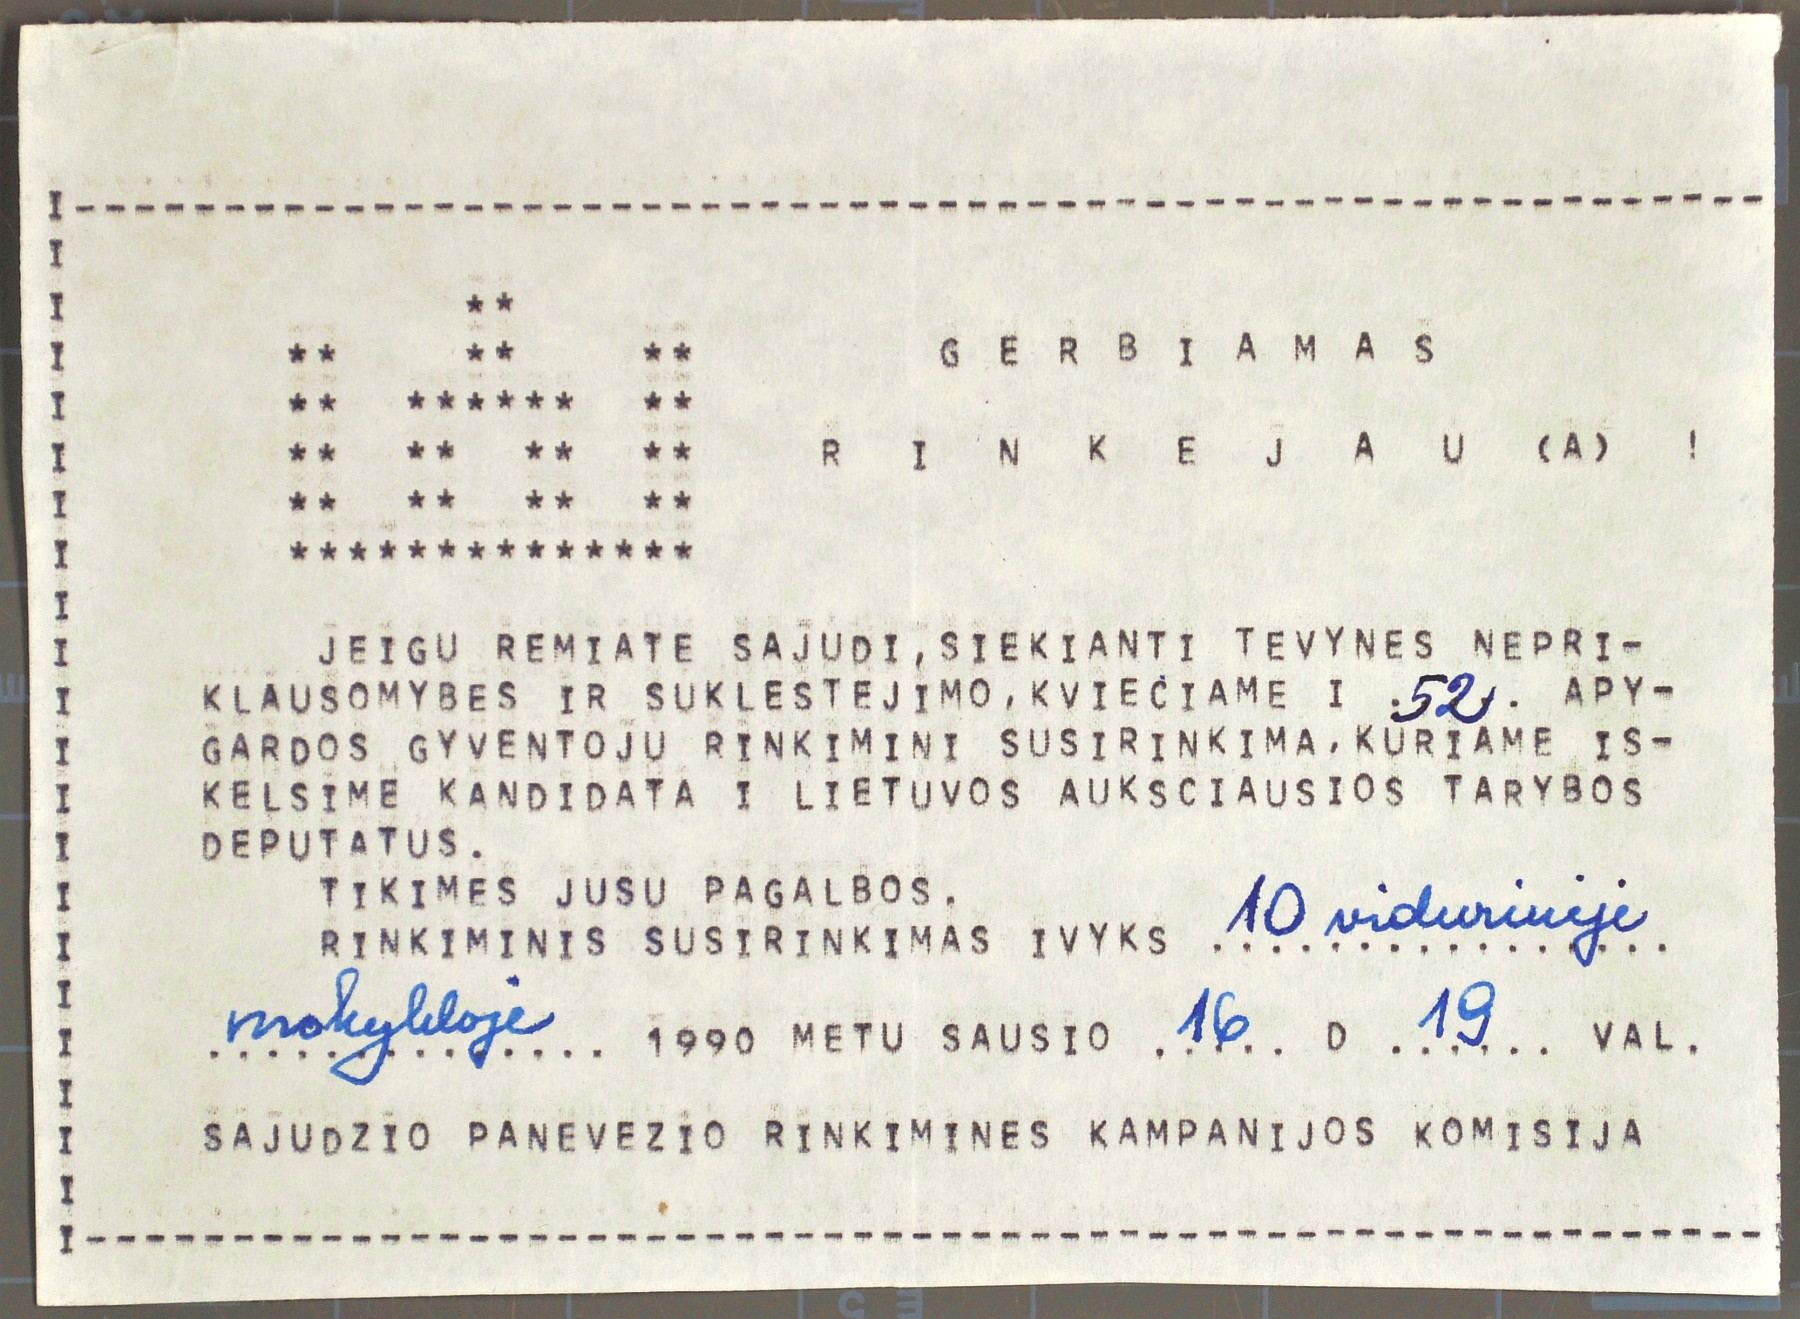 GERBIAMAS
RINKEJAU (A) !
JEIGU REMIATE SAJUDI,SIEKIANTI TEVYNES NEPRI-
KLAUSOMYBES IR SUKLESTEJIMO,KVIEČIAME I .52. APY-
GARDOS GYVENTOJU RINKIMINI SUSIRINKIMA,KURIAME IS-
KELSIME KANDIDATA I LIETUVOS AUKSCIAUSIOS TARYBOS
DEPUTATUS.
TIKIMES JUSU PAGALBOS.
RINKIMINIS SUSIRINKIMAS IVYKS 10 vidurinėje
mokykloje 1990 METU SAUSIO 16 D 19 VAL.
SAJUDZIO PANEVEZIO RINKIMINES KAMPANIJOS KOMISIJA